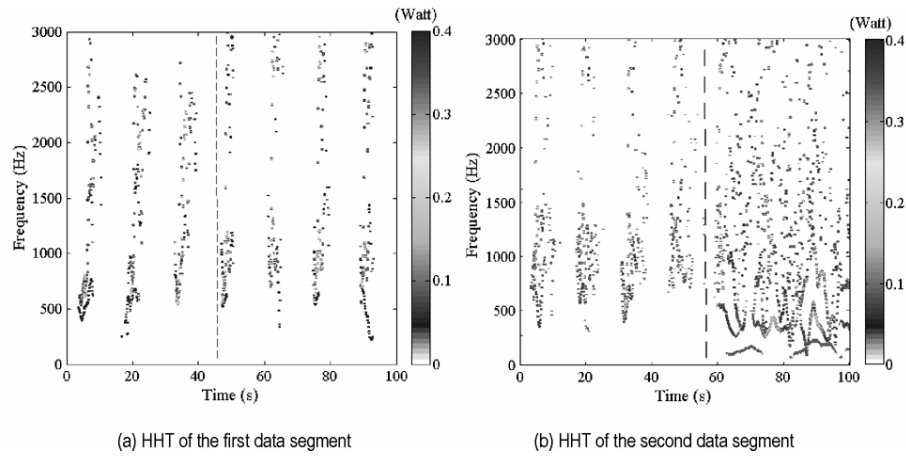 (Watt)
3000
2500
2000
1500
1000
500
0
Frequency (Hz)
0 20 40 60 80 100
Time (s)
0.4
0.3
0.2
0.1
0
(a) HHT of the first data segment
(Watt)
3000
2500
2000
1500
1000
500
0
Frequency (Hz)
0 20 40 60 80 100
Time (s)
0.4
0.3
0.2
0.1
0
(b) HHT of the second data segment